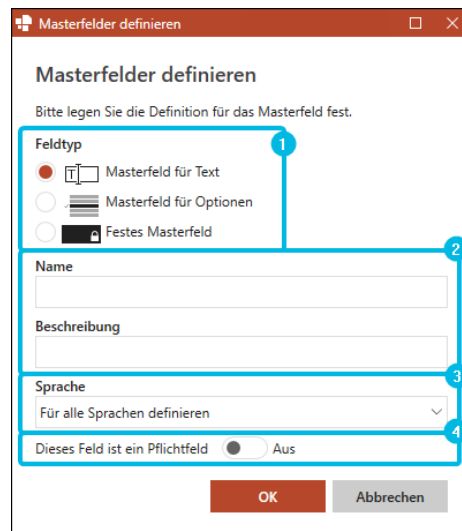 Masterfelder definieren
Masterfelder definieren
Bitte legen Sie die Definition für das Masterfeld fest.
Feldtyp
1
T Masterfeld für Text
Masterfeld für Optionen
Festes Masterfeld
2
Name
Beschreibung
3
Sprache
Für alle Sprachen definieren
4
Dieses Feld ist ein Pflichtfeld Aus
OK Abbrechen